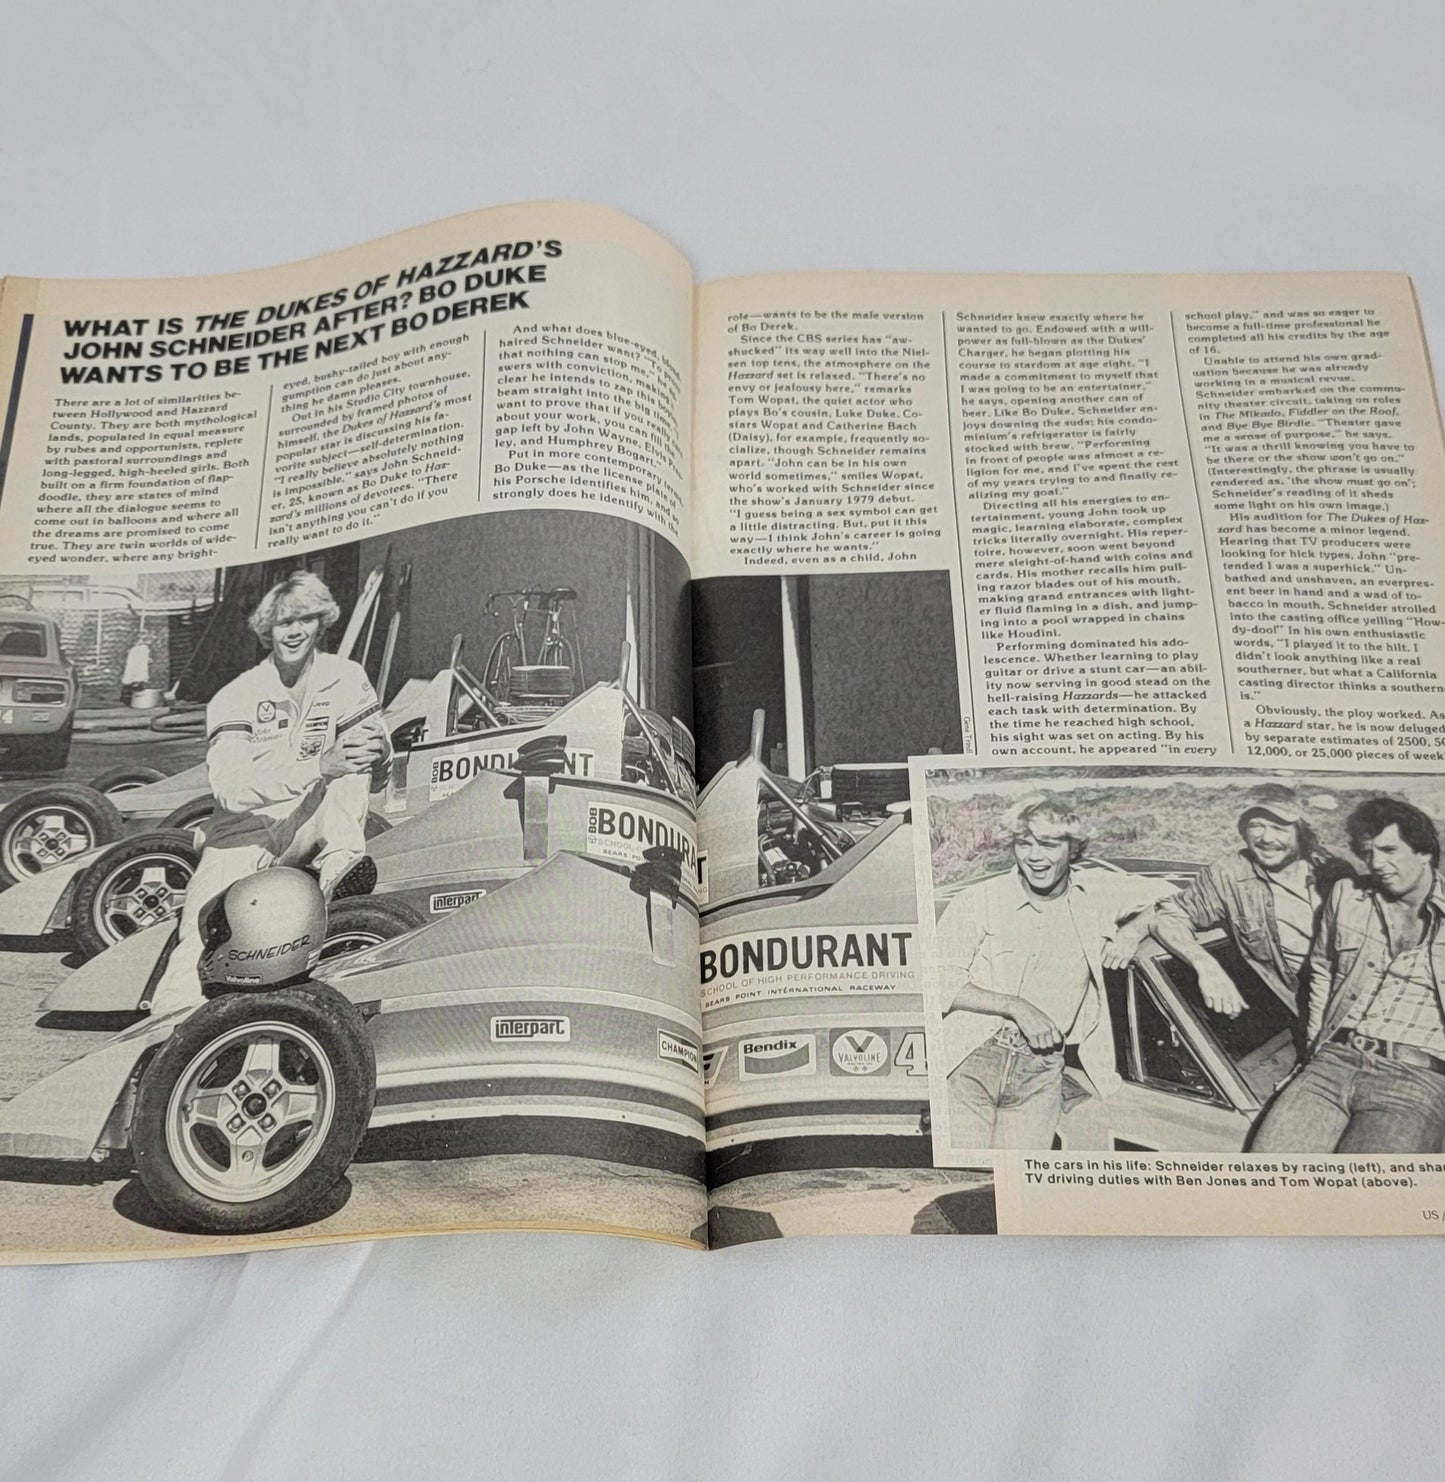 WHAT IS THE DUKES OF HAZZARD'S
JOHN SCHNEIDER AFTER? BO DUKE
WANTS TO BE THE NEXT BO DEREK
There are a lot of similarities be-
tween Hollywood and Hazzard
County. They are both mythological
lands, populated in equal measure
by rubes and opportunists, replete
with pastoral surroundings and
long-legged, high-heeled girls. Both
built on a firm foundation of flap-
doodle, they are states of mind
where all the dialogue seems to
come out in balloons and where all
the dreams are promised to come
true. They are twin worlds of wide-
eyed wonder, where any bright-
eyed, bushy-tailed boy with enough
gumption can do just about any-
thing he damn pleases.
Out in his Studio City townhouse,
surrounded by framed photos of
himself, the Dukes of Hazzard's most
popular star is discussing his fa-
vorite subject—self-determination.
"I really believe absolutely nothing
is impossible," says John Schneid-
er, 25, known as Bo Duke to Haz-
zard's millions of devotees. "There
isn't anything you can't do if you
really want to do it."
And what does blue-eyed, blond-
haired Schneider want? "To prove
that nothing can stop me," he
swers with conviction, making
clear he intends to zap this
beam straight into the big time.
want to prove that if you really
about your work, you can fill
gap left by John Wayne, Elvis
ley, and Humphrey Bogart."
Put in more contemporary terms,
Bo Duke—as the license plate
his Porsche identifies him, and so
strongly does he identify with the
role—wants to be the male version
of Bo Derek.
Since the CBS series has "aw-
shucked" its way well into the Niel-
sen top tens, the atmosphere on the
Hazzard set is relaxed. "There's no
envy or jealousy here," remarks
Tom Wopat, the quiet actor who
plays Bo's cousin, Luke Duke. Co-
stars Wopat and Catherine Bach
(Daisy), for example, frequently so-
cialize, though Schneider remains
apart. "John can be in his own
world sometimes," smiles Wopat,
who's worked with Schneider since
the show's January 1979 debut.
"I guess being a sex symbol can get
a little distracting. But, put it this
way—I think John's career is going
exactly where he wants."
Indeed, even as a child, John
Schneider knew exactly where he
wanted to go. Endowed with a will-
power as full-blown as the Dukes'
Charger, he began plotting his
course to stardom at age eight. "I
made a commitment to myself that
I was going to be an entertainer,"
he says, opening another can of
beer. Like Bo Duke, Schneider en-
joys downing the suds; his condo-
minium's refrigerator is fairly
stocked with brew. "Performing
in front of people was almost a re-
ligion for me, and I've spent the rest
of my years trying to and finally re-
alizing my goal."
Directing all his energies to en-
tertainment, young John took up
magic, learning elaborate, complex
tricks literally overnight. His reper-
toire, however, soon went beyond
mere sleight-of-hand with coins and
cards. His mother recalls him pull-
ing razor blades out of his mouth,
making grand entrances with light-
er fluid flaming in a dish, and jump-
ing into a pool wrapped in chains
like Houdini.
Performing dominated his ado-
lescence. Whether learning to play
guitar or drive a stunt car—an abil-
ity now serving in good stead on the
hell-raising Hazzards—he attacked
each task with determination. By
the time he reached high school,
his sight was set on acting. By his
own account, he appeared "in every
school play," and was so eager to
become a full-time professional he
completed all his credits by the age
of 16.
Unable to attend his own grad-
uation because he was already
working in a musical revue,
Schneider embarked on the commu-
nity theater circuit, taking on roles
in The Mikado, Fiddler on the Roof,
and Bye Bye Birdie. "Theater gave
me a sense of purpose," he says.
"It was a thrill knowing you have to
be there or the show won't go on."
(Interestingly, the phrase is usually
rendered as, 'the show must go on';
Schneider's reading of it sheds
some light on his own image.)
His audition for The Dukes of Haz-
zard has become a minor legend.
Hearing that TV producers were
looking for hick types, John "pre-
tended I was a superhick." Un-
bathed and unshaven, an everpres-
ent beer in hand and a wad of to-
bacco in mouth, Schneider strolled
into the casting office yelling "How-
dy-doo!" In his own enthusiastic
words, "I played it to the hilt. I
didn't look anything like a real
southerner, but what a California
casting director thinks a southern
is."
Obviously, the ploy worked. As
a Hazzard star, he is now deluged
by separate estimates of 2500, 50
12,000, or 25,000 pieces of week
Gene Trindl
Jeep
BOB
BONDU NT
BOB
BONDURANT
SCHOOL
SEARS POI
interpart
SCHNEIDER
Valvoline
interpart
CHAMPION
BONDURANT
SCHOOL OF HIGH PERFORMANCE DRIVING
SEARS POINT INTERNATIONAL RACEWAY
Bendix
VALVOLINE
4
The cars in his life: Schneider relaxes by racing (left), and shar
TV driving duties with Ben Jones and Tom Wopat (above).
US /